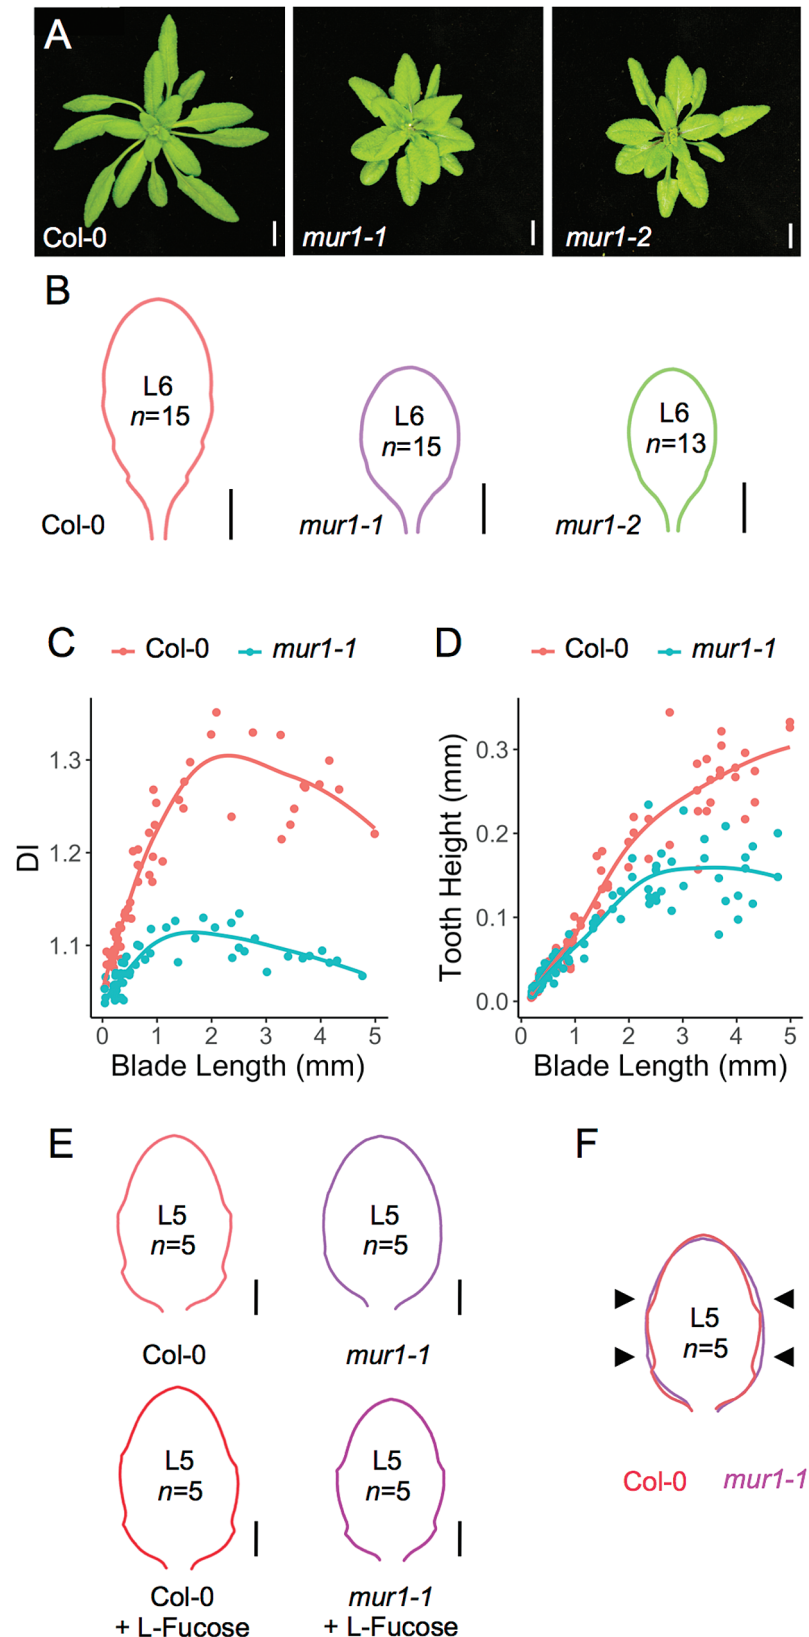 A
Col-0
mur1-1
mur1-2
B
L6
n=15
Col-0
L6
n=15
mur1-1
L6
n=13
mur1-2
C
Col-0 mur1-1
DI
1.3
1.2
1.1
0 1 2 3 4 5
Blade Length (mm)
D
Col-0 mur1-1
Tooth Height (mm)
0.3
0.2
0.1
0.0
0 1 2 3 4 5
Blade Length (mm)
E
L5
n=5
Col-0
L5
n=5
mur1-1
L5
n=5
Col-0
+ L-Fucose
L5
n=5
mur1-1
+ L-Fucose
F
L5
n=5
Col-0 mur1-1